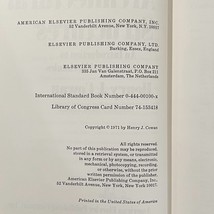 AMERICAN ELSEVIER PUBLISHING COMPANY, INC.
52 Vanderbilt Avenue, New York, N.Y. 10017
ELSEVIER PUBLISHING COMPANY, LTD.
Barking, Essex, England
ELSEVIER PUBLISHING COMPANY
335 Jan Van Galenstraat, P.O. Box 211
Amsterdam, The Netherlands
International Standard Book Number 0-444-00100-x
Library of Congress Card Number 74-153419
Copyright © 1971 by Henry J. Cowan
All rights reserved.
No part of this publication may be reproduced,
stored in a retrieval system, or transmitted
in any form or by any means, electronic,
mechanical, photocopying, recording,
or otherwise, without the prior
written permission of the publisher,
American Elsevier Publishing Company, Inc.,
52 Vanderbilt Avenue, New York, New York 10017.
Printed in the United States of America